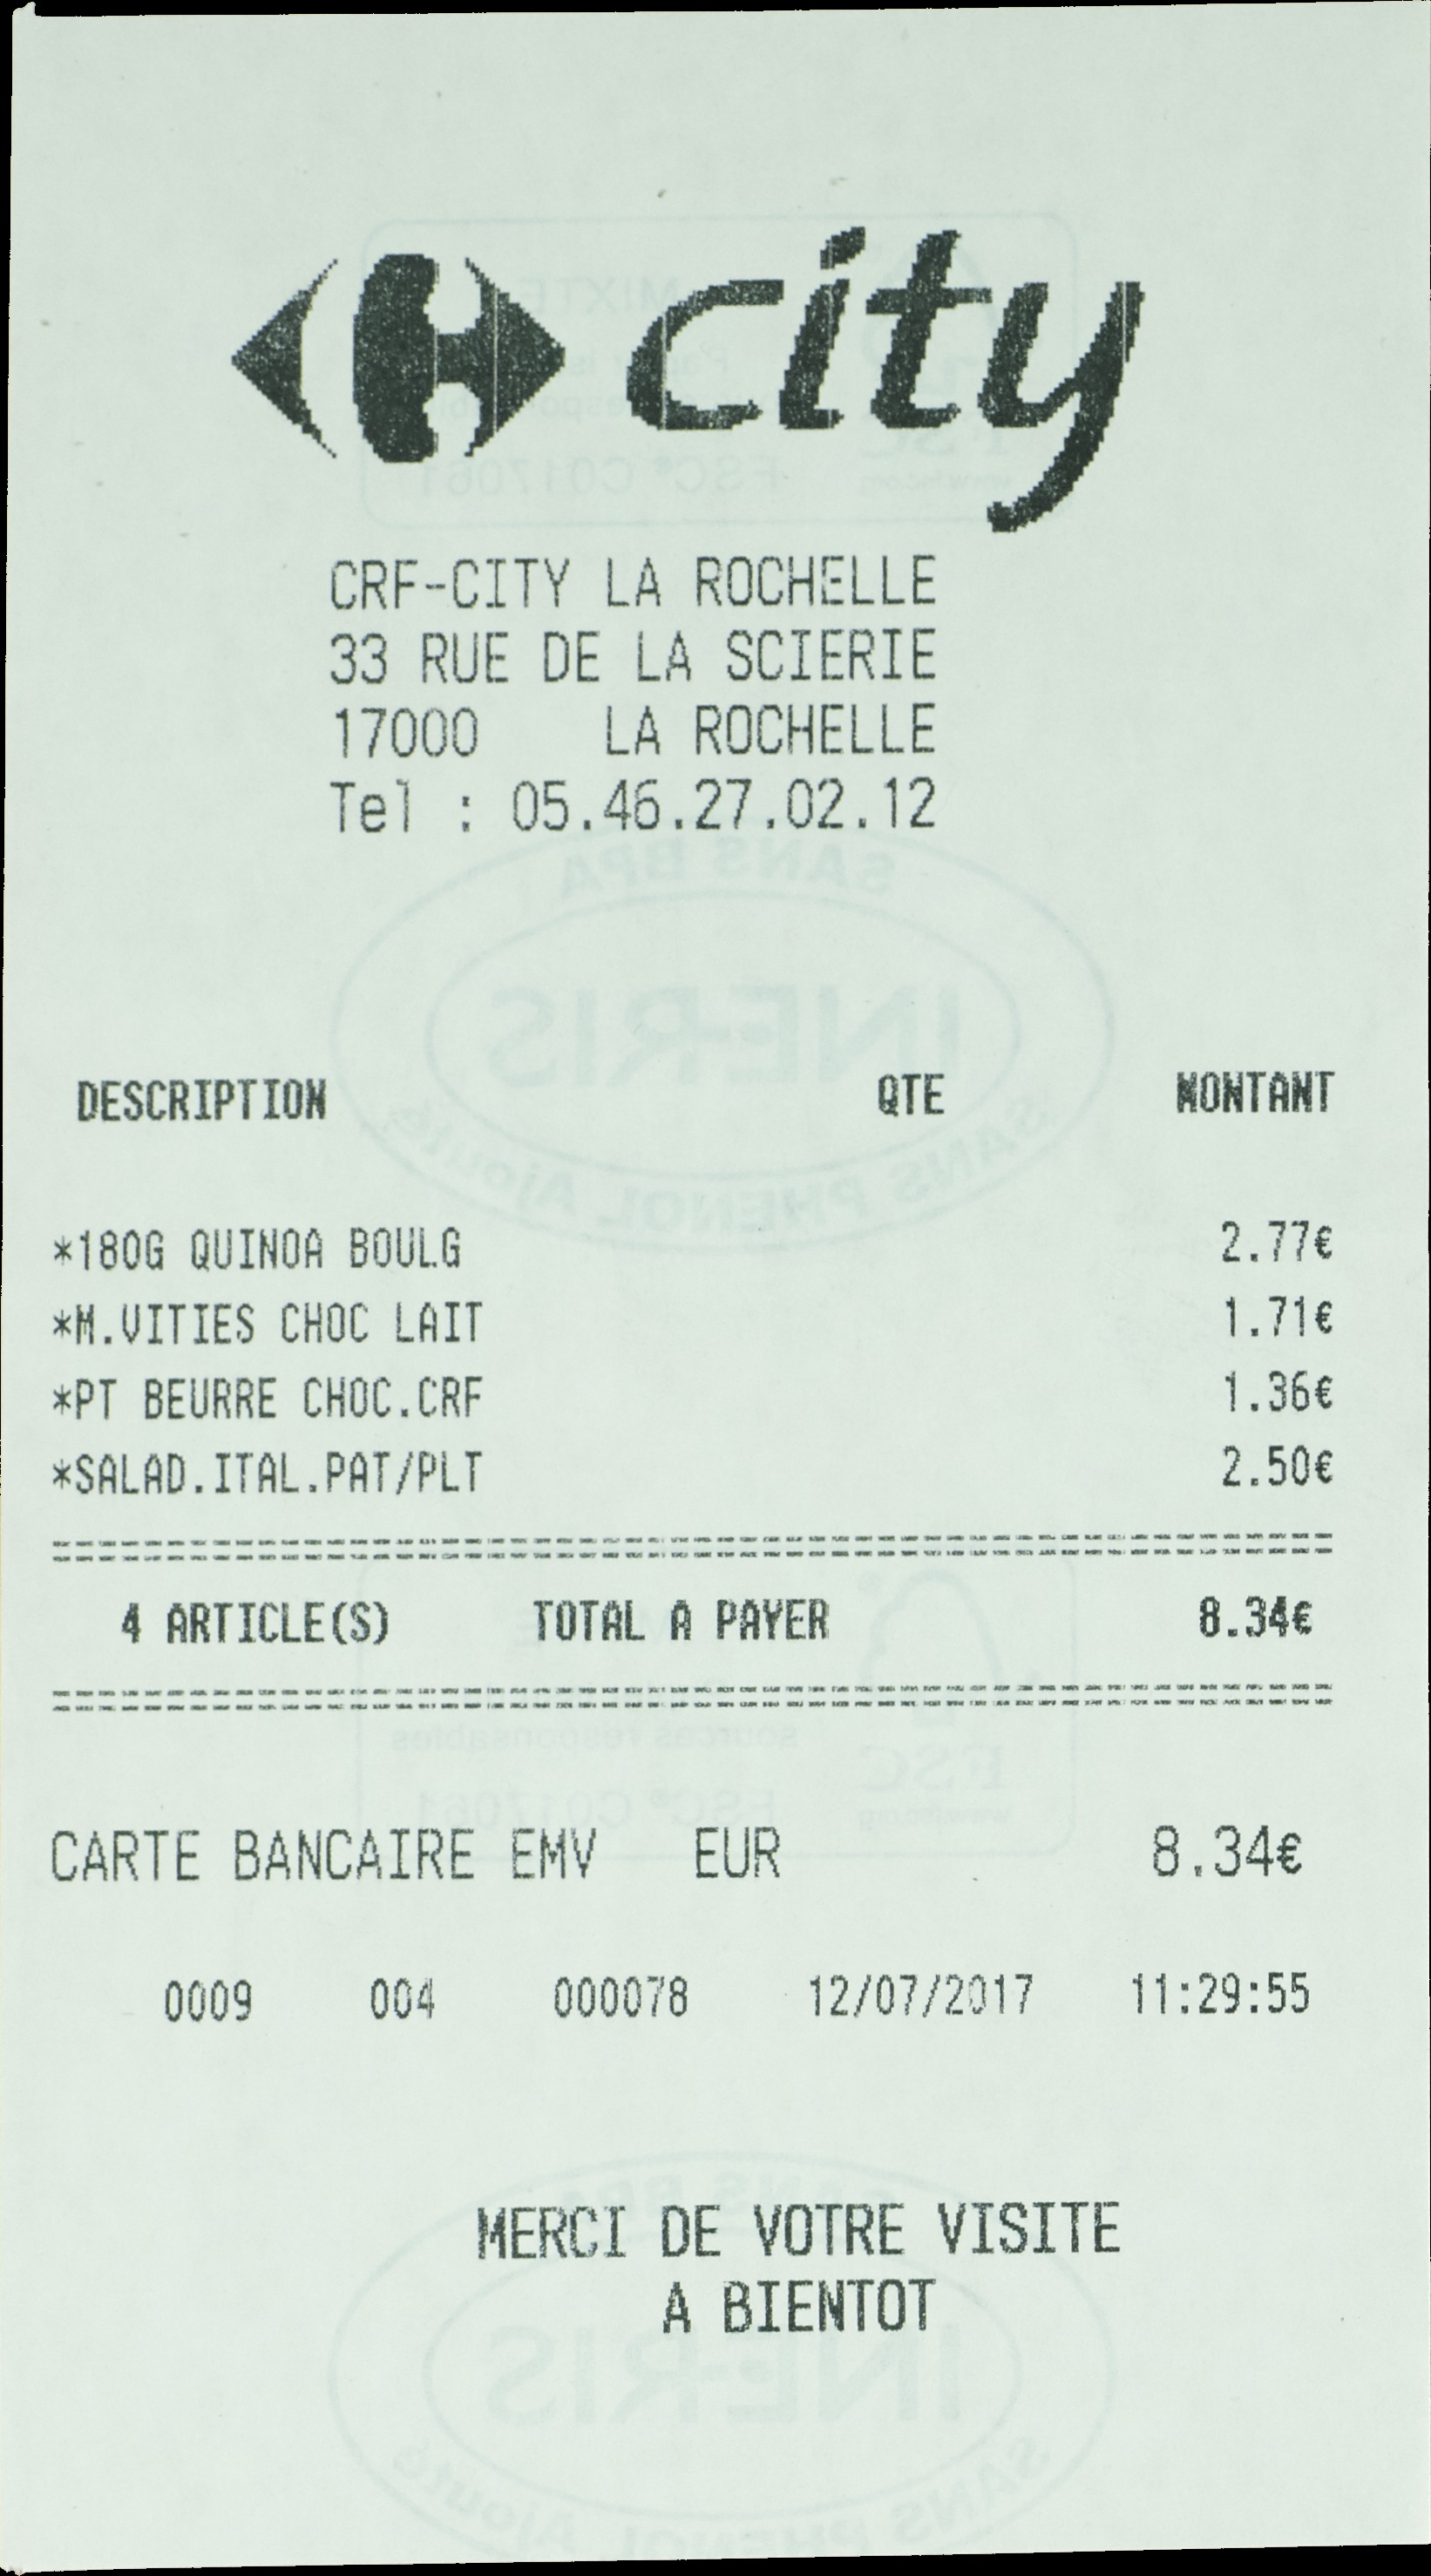 city
CRF-CITY LA ROCHELLE
33 RUE DE LA SCIERIE
17000 LA ROCHELLE
Tel : 05.46.27.02.12
DESCRIPTION QTE MONTANT
*180G QUINOA BOULG 2.77€
*M.VITIES CHOC LAIT 1.71€
*PT BEURRE CHOC.CRF 1.36€
*SALAD.ITAL.PAT/PLT 2.50€
4 ARTICLE(S) TOTAL A PAYER 8.34€
CARTE BANCAIRE EMV EUR 8.34€
0009 004 000078 12/07/2017 11:29:55
MERCI DE VOTRE VISITE
A BIENTOT